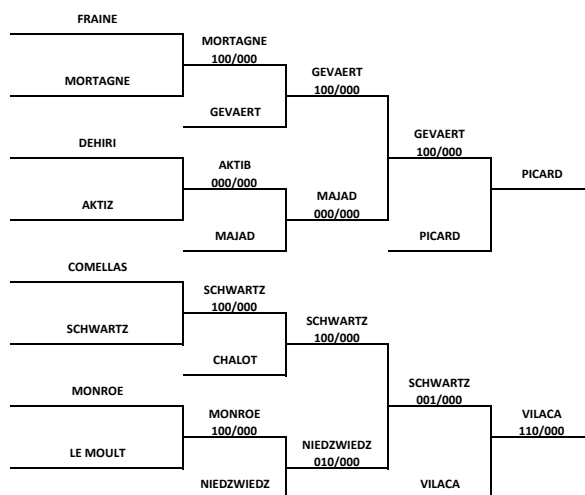 FRAINE
MORTAGNE
100/000
MORTAGNE
GEVAERT
100/000
GEVAERT
DEHIRI
GEVAERT
100/000
AKTIB
000/000
PICARD
AKTIZ
MAJAD
000/000
MAJAD
PICARD
COMELLAS
SCHWARTZ
100/000
SCHWARTZ
SCHWARTZ
100/000
CHALOT
MONROE
SCHWARTZ
001/000
MONROE
100/000
VILACA
110/000
LE MOULT
NIEDZWIEDZ
010/000
NIEDZWIEDZ
VILACA